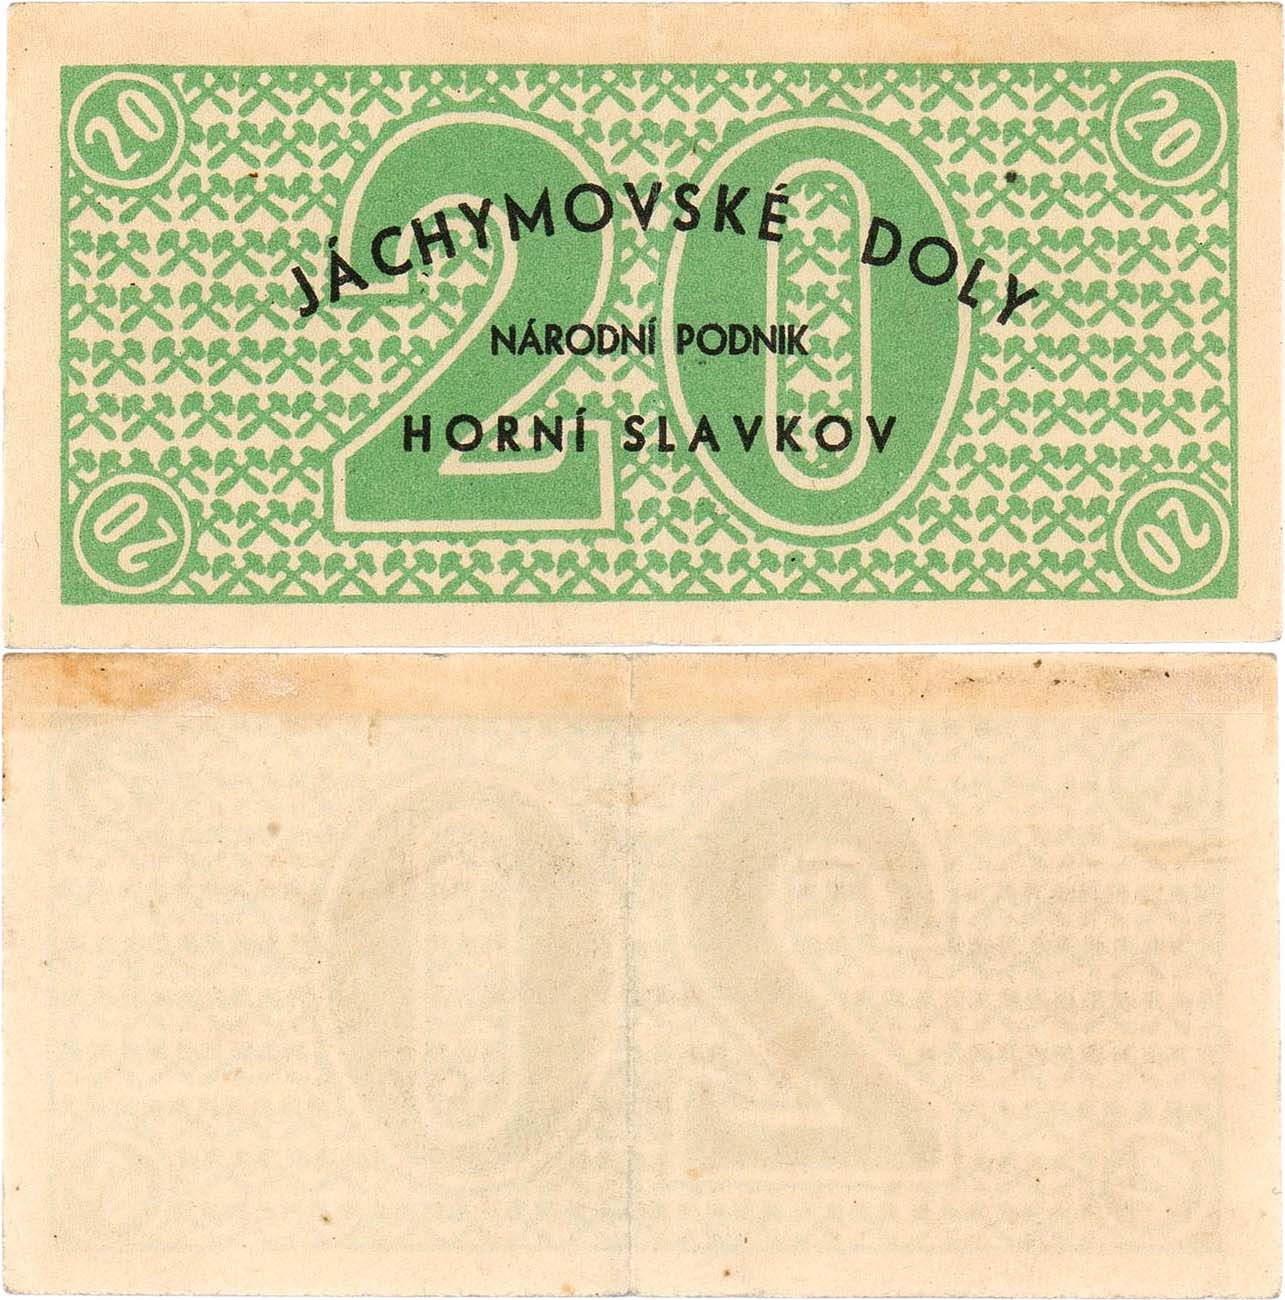 20 20
20
JÁCHYMOVSKÉ DOLY
NÁRODNÍ PODNIK
HORNÍ SLAVKOV
20 20